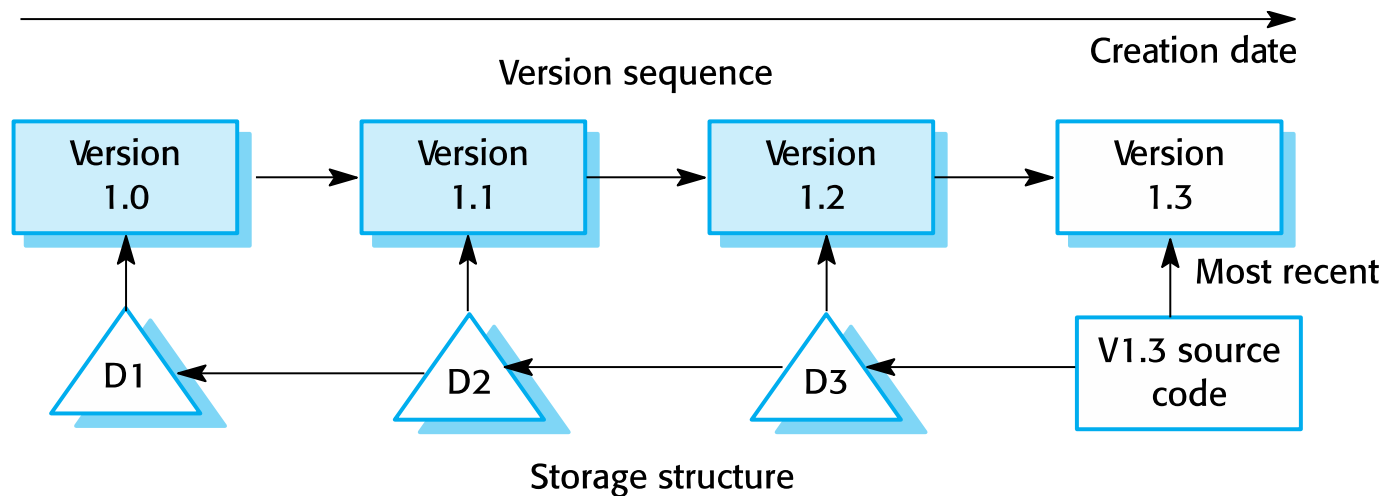 Creation date
Version sequence
Version
1.0
Version
1.1
Version
1.2
Version
1.3
Most recent
D1
D2
D3
V1.3 source
code
Storage structure